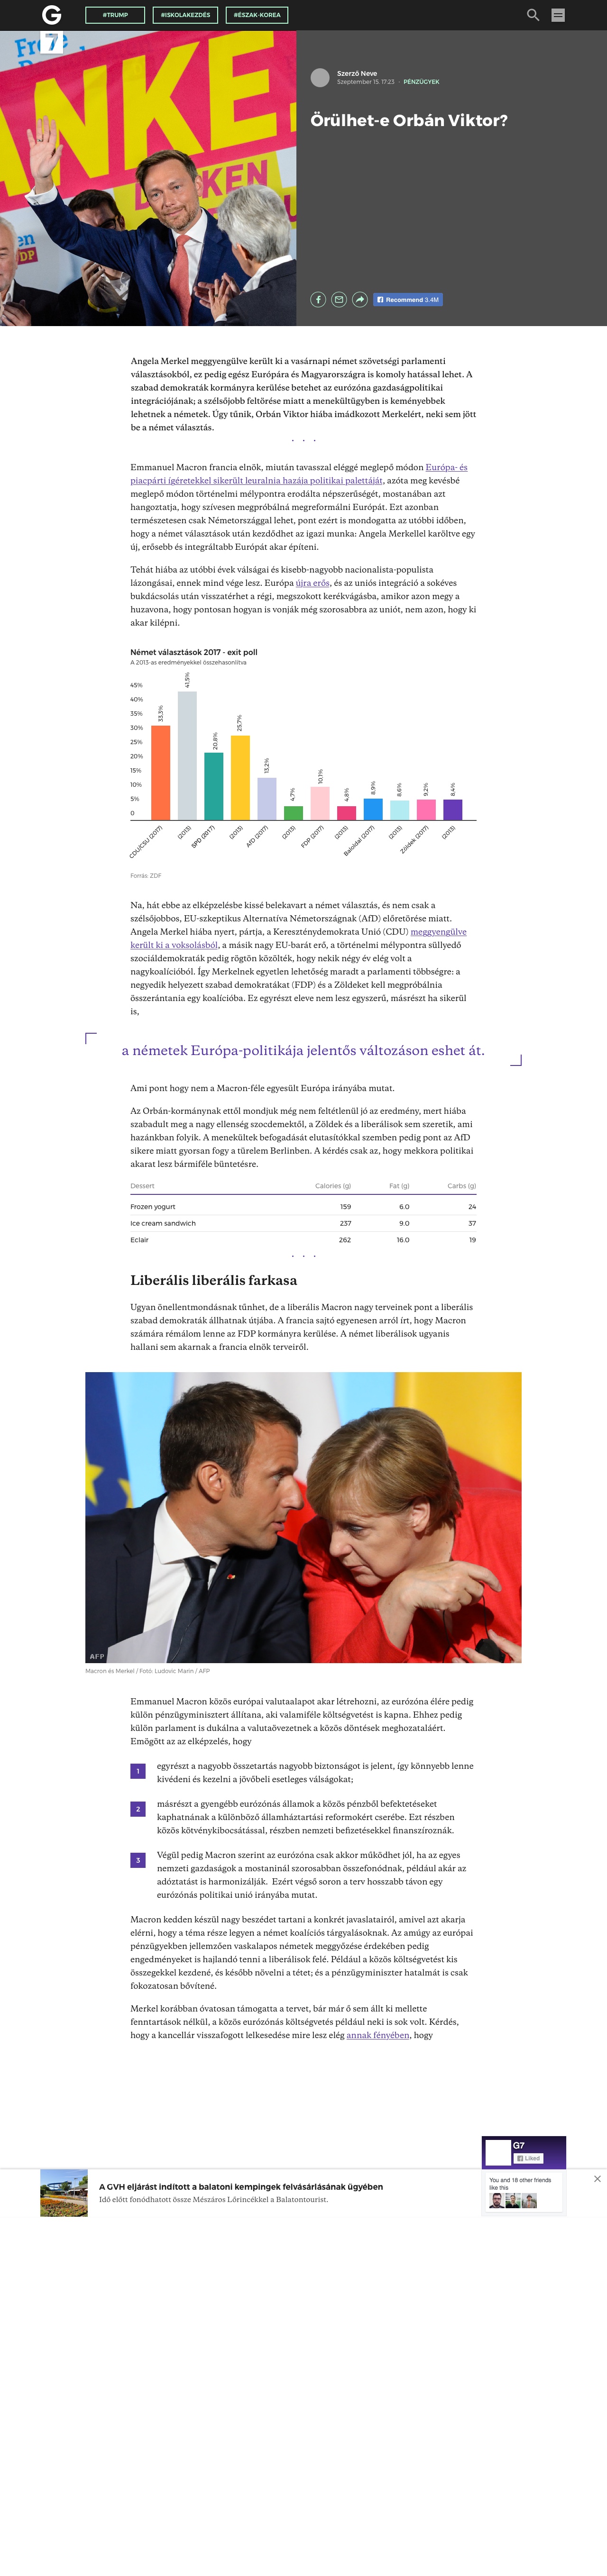 G
#TRUMP
#ISKOLAKEZDÉS
#ÉSZAK-KOREA
7
NKE.
KEN
Szerző Neve
Szeptember 15. 17:23 - PÉNZÜGYEK
Örülhet-e Orbán Viktor?
Recommend 3.4M
Angela Merkel meggyengülve került ki a vasárnapi német szövetségi parlamenti
választásokból, ez pedig egész Európára és Magyarországra is komoly hatással lehet. A
szabad demokraták kormányra kerülése betehet az eurózóna gazdaságpolitikai
integrációjának; a szélsőjobb feltörése miatt a menekültügyben is keményebbek
lehetnek a németek. Úgy tűnik, Orbán Viktor hiába imádkozott Merkelért, neki sem jött
be a német választás.
Emmanuel Macron francia elnök, miután tavasszal eléggé meglepő módon Európa- és
piacpárti ígéretekkel sikerült leuralnia hazája politikai palettáját, azóta meg kevésbé
meglepő módon történelmi mélypontra erodálta népszerűségét, mostanában azt
hangoztatja, hogy szívesen megpróbálná megreformálni Európát. Ezt azonban
természetesen csak Németországgal lehet, pont ezért is mondogatta az utóbbi időben,
hogy a német választások után kezdődhet az igazi munka: Angela Merkellel karöltve egy
új, erősebb és integráltabb Európát akar építeni.
Tehát hiába az utóbbi évek válságai és kisebb-nagyobb nacionalista-populista
lázongásai, ennek mind vége lesz. Európa újra erős, és az uniós integráció a sokéves
bukdácsolás után visszatérhet a régi, megszokott kerékvágásba, amikor azon megy a
huzavona, hogy pontosan hogyan is vonják még szorosabbra az uniót, nem azon, hogy ki
akar kilépni.
Német választások 2017 - exit poll
A 2013-as eredményekkel összehasonlítva
45%
40%
35%
30%
25%
20%
15%
10%
5%
0
33,3%
41,5%
20,8%
25,7%
13,2%
4,7%
10,1%
4,8%
8,9%
8,6%
9,2%
8,4%
CDU/CSU (2017)
(2013)
SPD (2017)
(2013)
AfD (2017)
(2013)
FDP (2017)
(2013)
Baloldal (2017)
(2013)
Zöldek (2017)
(2013)
Forrás: ZDF
Na, hát ebbe az elképzelésbe kissé belekavart a német választás, és nem csak a
szélsőjobbos, EU-szkeptikus Alternatíva Németországnak (AfD) előretörése miatt.
Angela Merkel hiába nyert, pártja, a Kereszténydemokrata Unió (CDU) meggyengülve
került ki a voksolásból, a másik nagy EU-barát erő, a történelmi mélypontra süllyedő
szociáldemokraták pedig rögtön közölték, hogy nekik négy év elég volt a
nagykoalícióból. Így Merkelnek egyetlen lehetőség maradt a parlamenti többségre: a
negyedik helyezett szabad demokratákat (FDP) és a Zöldeket kell megpróbálnia
összerántania egy koalícióba. Ez egyrészt eleve nem lesz egyszerű, másrészt ha sikerül
is,
a németek Európa-politikája jelentős változáson eshet át.
Ami pont hogy nem a Macron-féle egyesült Európa irányába mutat.
Az Orbán-kormánynak ettől mondjuk még nem feltétlenül jó az eredmény, mert hiába
szabadult meg a nagy ellenség szocdemektől, a Zöldek és a liberálisok sem szeretik, ami
hazánkban folyik. A menekültek befogadását elutasítókkal szemben pedig pont az AfD
sikere miatt gyorsan fogy a türelem Berlinben. A kérdés csak az, hogy mekkora politikai
akarat lesz bármiféle büntetésre.
Dessert Calories (g) Fat (g) Carbs (g)
Frozen yogurt 159 6.0 24
Ice cream sandwich 237 9.0 37
Eclair 262 16.0 19
Liberális liberális farkasa
Ugyan önellentmondásnak tűnhet, de a liberális Macron nagy terveinek pont a liberális
szabad demokraták állhatnak útjába. A francia sajtó egyenesen arról írt, hogy Macron
számára rémálom lenne az FDP kormányra kerülése. A német liberálisok ugyanis
hallani sem akarnak a francia elnök terveiről.
AFP
Macron és Merkel / Fotó: Ludovic Marin / AFP
Emmanuel Macron közös európai valutaalapot akar létrehozni, az eurózóna élére pedig
külön pénzügyminisztert állítana, aki valamiféle költségvetést is kapna. Ehhez pedig
külön parlament is dukálna a valutaövezetnek a közös döntések meghozataláért.
Emögött az az elképzelés, hogy
1 egyrészt a nagyobb összetartás nagyobb biztonságot is jelent, így könnyebb lenne
kivédeni és kezelni a jövőbeli esetleges válságokat;
2 másrészt a gyengébb eurózónás államok a közös pénzből befektetéseket
kaphatnának a különböző államháztartási reformokért cserébe. Ezt részben
közös kötvénykibocsátással, részben nemzeti befizetésekkel finanszíroznák.
3 Végül pedig Macron szerint az eurózóna csak akkor működhet jól, ha az egyes
nemzeti gazdaságok a mostaninál szorosabban összefonódnak, például akár az
adóztatást is harmonizálják. Ezért végső soron a terv hosszabb távon egy
eurózónás politikai unió irányába mutat.
Macron kedden készül nagy beszédet tartani a konkrét javaslatairól, amivel azt akarja
elérni, hogy a téma része legyen a német koalíciós tárgyalásoknak. Az amúgy az európai
pénzügyekben jellemzően vaskalapos németek meggyőzése érdekében pedig
engedményeket is hajlandó tenni a liberálisok felé. Például a közös költségvetést kis
összegekkel kezdené, és később növelni a tétet; és a pénzügyminiszter hatalmát is csak
fokozatosan bővítené.
Merkel korábban óvatosan támogatta a tervet, bár már ő sem állt ki mellette
fenntartások nélkül, a közös eurózónás költségvetés például neki is sok volt. Kérdés,
hogy a kancellár visszafogott lelkesedése mire lesz elég annak fényében, hogy
A GVH eljárást indított a balatoni kempingek felvásárlásának ügyében
Idő előtt fonódhatott össze Mészáros Lőrincékkel a Balatontourist.
G7
Liked
You and 18 other friends
like this